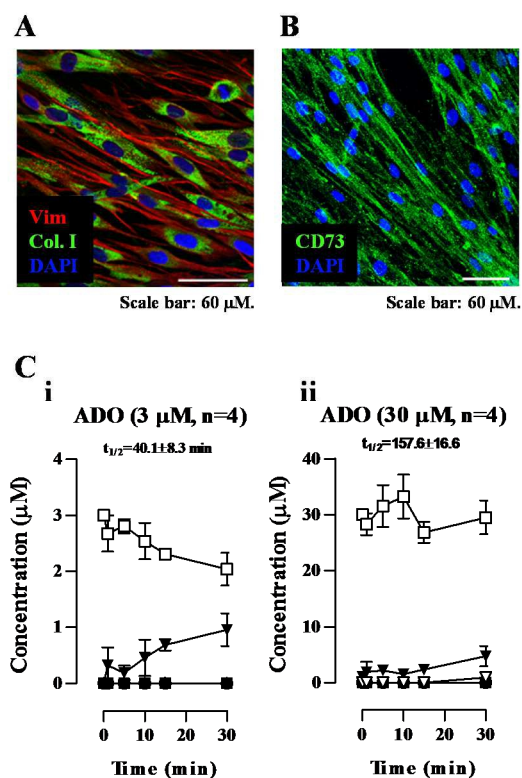 A
Vim
Col. I
DAPI
Scale bar: 60 µM.
B
CD73
DAPI
Scale bar: 60 µM.
C
i
ADO (3 µM, n=4)
t1/2=40.1±8.3 min
Concentration (µM)
4
3
2
1
0
0
10
20
30
Time (min)
ii
ADO (30 µM, n=4)
t1/2=157.6±16.6
Concentration (µM)
40
30
20
10
0
0
10
20
30
Time (min)